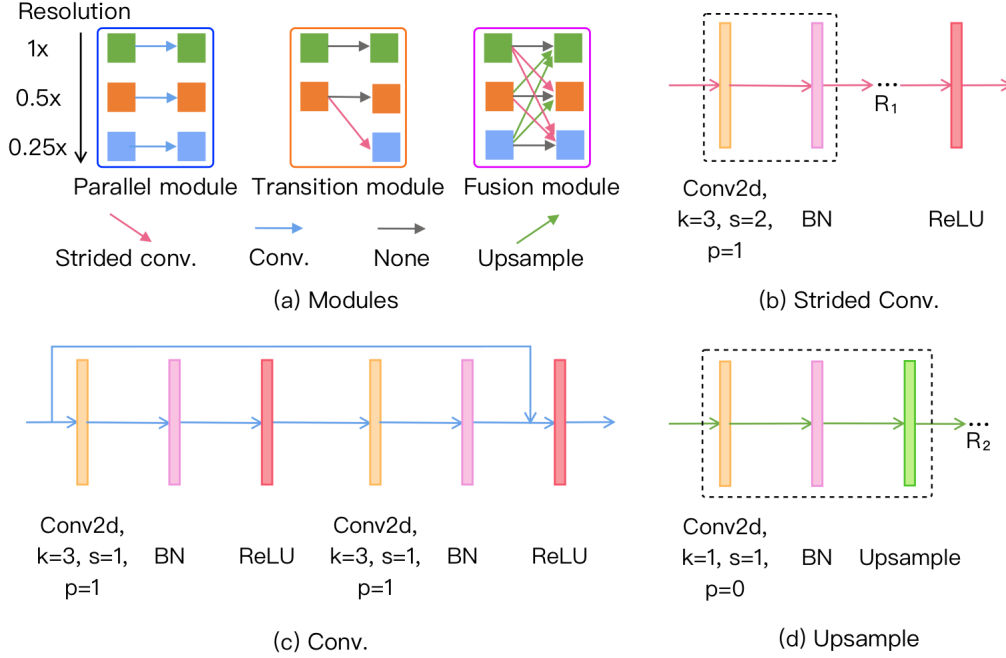 Resolution
1x
0.5x
0.25x
Parallel module
Transition module
Fusion module
Strided conv.
Conv.
None
Upsample
(a) Modules
... R₁
Conv2d,
k=3, s=2,
p=1
BN
ReLU
(b) Strided Conv.
Conv2d,
k=3, s=1,
p=1
BN
ReLU
Conv2d,
k=3, s=1,
p=1
BN
ReLU
(c) Conv.
... R₂
Conv2d,
k=1, s=1,
p=0
BN
Upsample
(d) Upsample